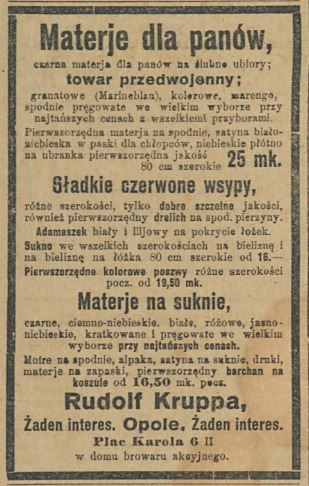 Materje dla panów,
czarna materja dla panów na ślubne ubiory;
towar przedwojenny;
granatowe (Marineblau), kolorowe, marengo,
spodnie pręgowate we wielkim wyborze przy
najtańszych cenach z wszelkiemi przyborami.
Pierwszorzędna materja na spodnie, satyna biało-
niebieska w paski dla chłopców, niebieskie płótno
na ubranka pierwszorzędna jakość 25 mk.
80 cm szerokie
Sładkie czerwone wsypy,
różne szerokości, tylko dobre szczelne jakości,
również pierwszorzędny drelich na spod. pierzyny.
Adamaszek biały i liljowy na pokrycie łożek.
Sukno we wszelkich szerokościach na bieliznę i
na bieliznę na łóżka 80 cm szerokie od 16.—
Pierwszorzędne kolorowe poszwy różne szerokości
pocz. od 19,50 mk.
Materje na suknie,
czarne, ciemno-niebieskie. białe, różowe, jasno-
niebieskie, kratkowane i pręgowate we wielkim
wyborze przy najtańszych cenach.
Moire na spodnie, alpaka, satyna na suknie, druki,
materje na zapaski, pierwszorzędny barchan na
koszule od 16,50 mk. pocz.
Rudolf Kruppa,
Żaden interes. Opole, Żaden interes.
Plac Karola 6 II
w domu browaru akcyjnego.